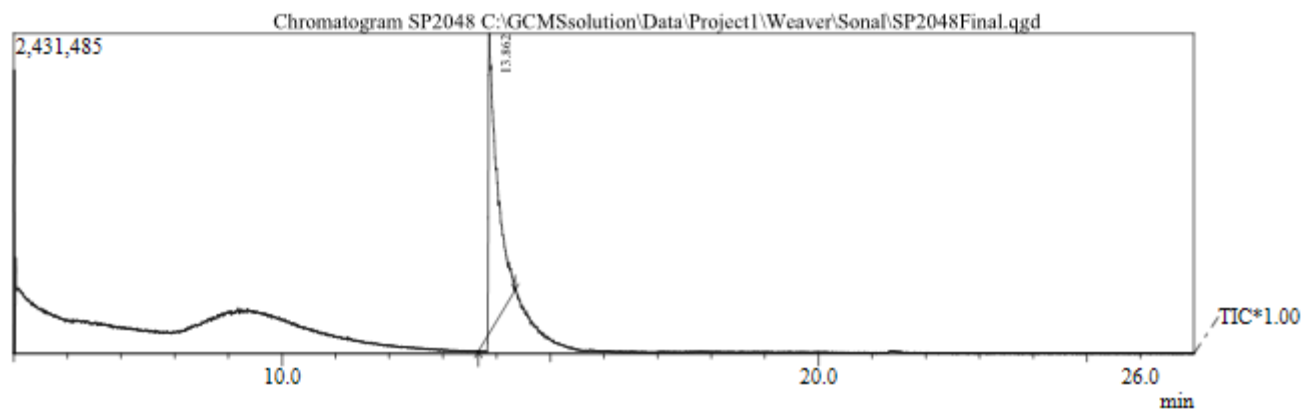 Chromatogram SP2048 C:\GCMSsolution\Data\Project1\Weaver\Sonal\SP2048Final.qgd
2,431,485
13.862
TIC*1.00
10.0 20.0 26.0
min